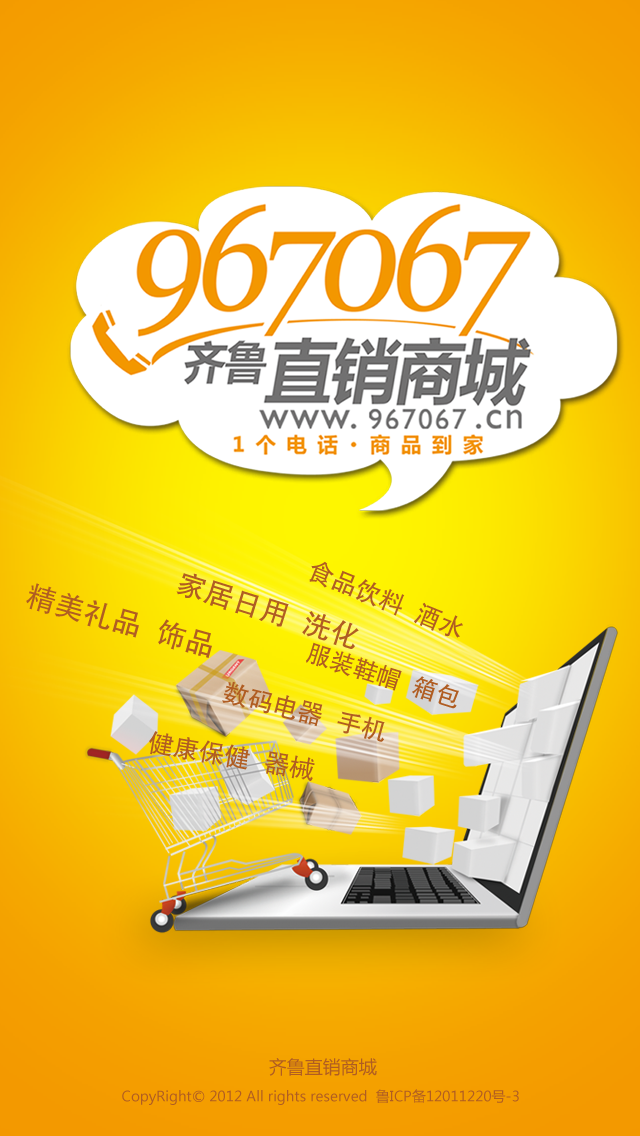 967067
齐鲁直销商城
www.967067.cn
1个电话·商品到家
食品饮料 酒水
家居日用 洗化
精美礼品 饰品
服装鞋帽 箱包
数码电器 手机
健康保健 器械
齐鲁直销商城
CopyRight© 2012 All rights reserved 鲁ICP备12011220号-3